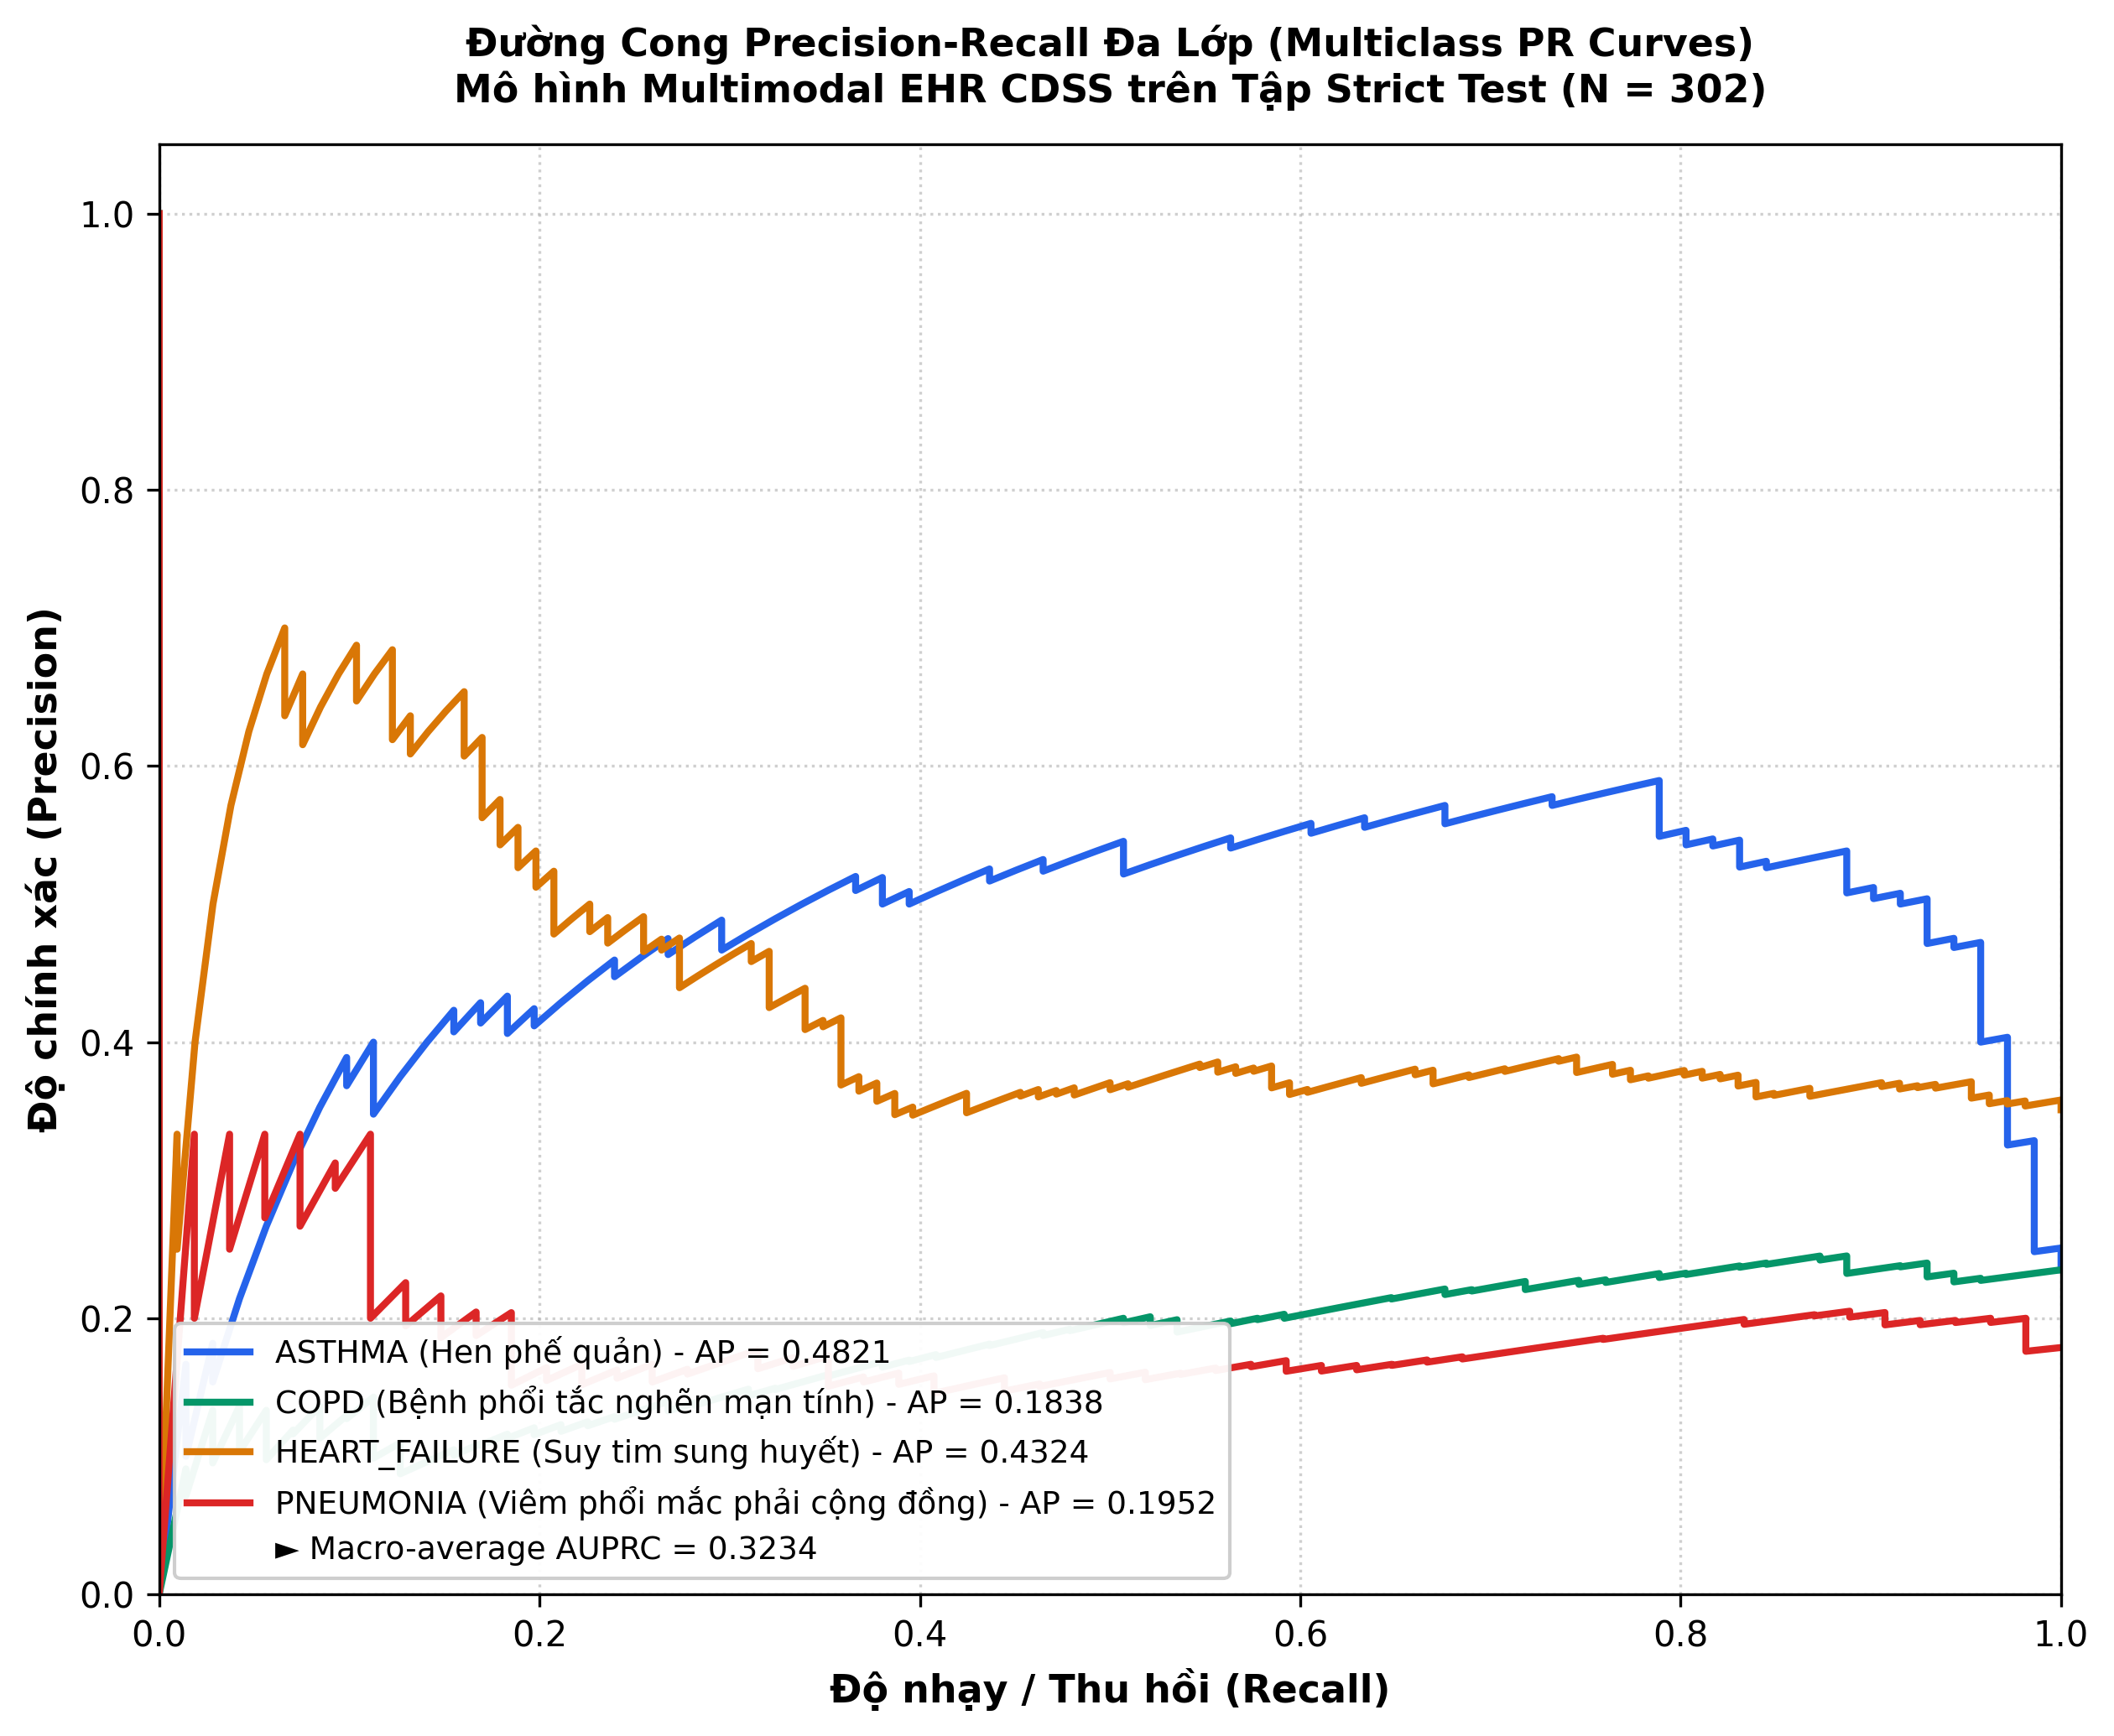 Đường Cong Precision-Recall Đa Lớp (Multiclass PR Curves)
Mô hình Multimodal EHR CDSS trên Tập Strict Test (N = 302)
Độ chính xác (Precision)
1.0
0.8
0.6
0.4
0.2
0.0
ASTHMA (Hen phế quản) - AP = 0.4821
COPD (Bệnh phổi tắc nghẽn mạn tính) - AP = 0.1838
HEART_FAILURE (Suy tim sung huyết) - AP = 0.4324
PNEUMONIA (Viêm phổi mắc phải cộng đồng) - AP = 0.1952
► Macro-average AUPRC = 0.3234
0.0 0.2 0.4 0.6 0.8 1.0
Độ nhạy / Thu hồi (Recall)